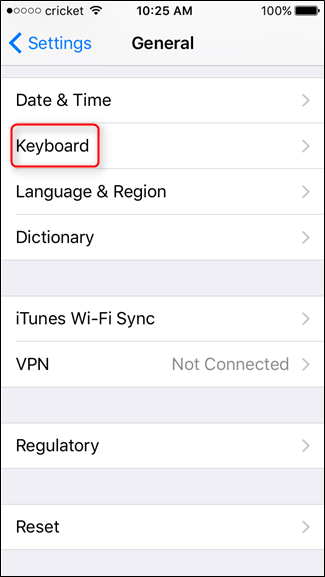 cricket 10:25 AM 100%
Settings General
Date & Time
Keyboard
Language & Region
Dictionary
iTunes Wi-Fi Sync
VPN Not Connected
Regulatory
Reset